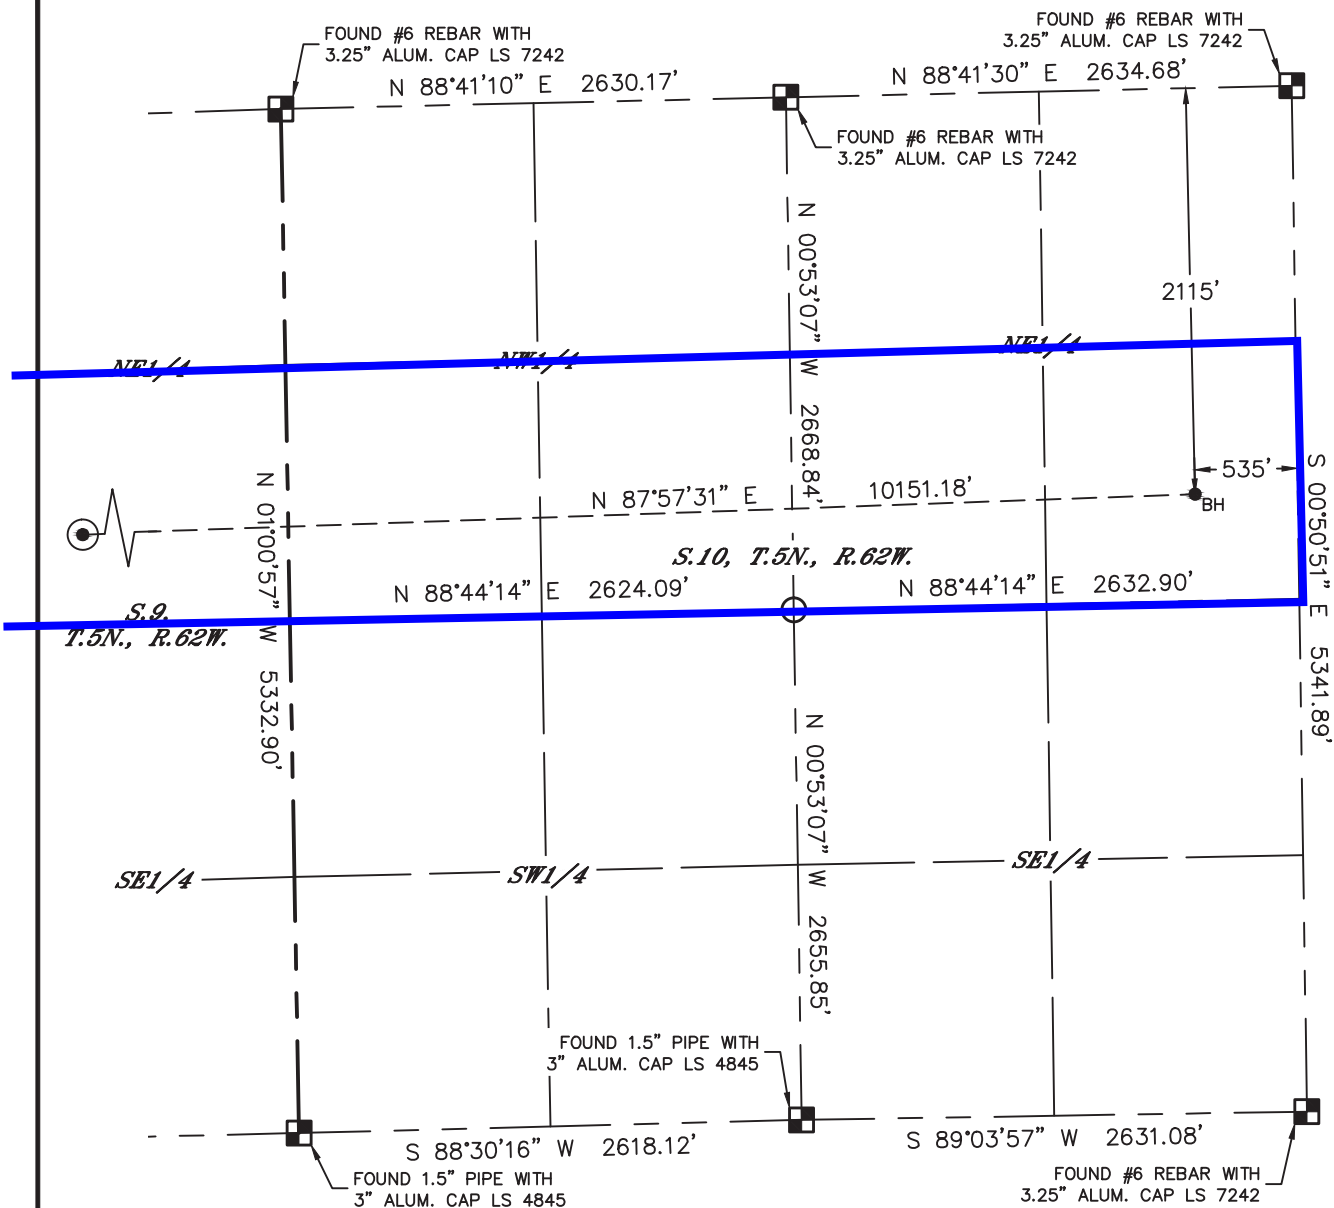 FOUND #6 REBAR WITH
3.25" ALUM. CAP LS 7242
FOUND #6 REBAR WITH
3.25" ALUM. CAP LS 7242
N 88°41'10" E 2630.17'
N 88°41'30" E 2634.68'
FOUND #6 REBAR WITH
3.25" ALUM. CAP LS 7242
N 00°53'07" W 2668.84'
2115'
NE1/4
NW1/4
NE1/4
535'
BH
S 00°50'51" E 5341.89'
N 01°00'57" W 5332.90'
N 87°57'31" E 10151.18'
S.10, T.5N., R.62W.
N 88°44'14" E 2624.09'
N 88°44'14" E 2632.90'
S.9,
T.5N., R.62W.
N 00°53'07" W 2655.85'
SE1/4
SW1/4
SE1/4
FOUND 1.5" PIPE WITH
3" ALUM. CAP LS 4845
S 88°30'16" W 2618.12'
S 89°03'57" W 2631.08'
FOUND 1.5" PIPE WITH
3" ALUM. CAP LS 4845
FOUND #6 REBAR WITH
3.25" ALUM. CAP LS 7242